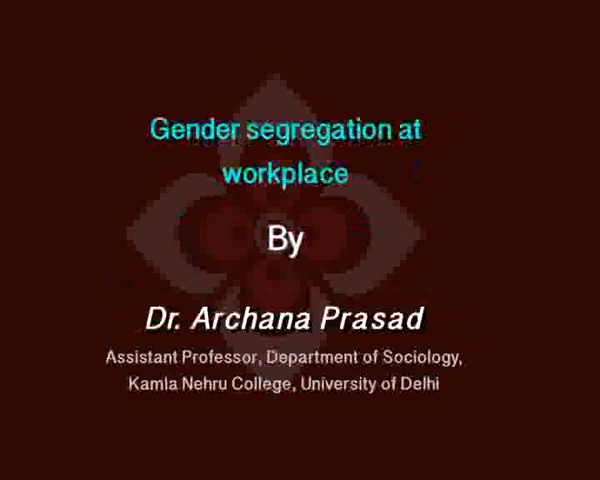 Gender segregation at
workplace
By
Dr. Archana Prasad
Assistant Professor, Department of Sociology,
Kamla Nehru College, University of Delhi